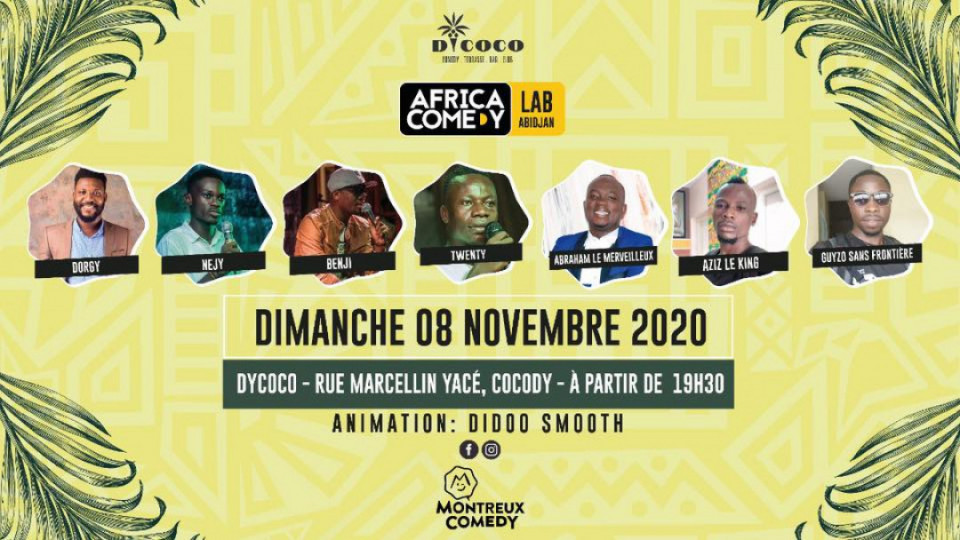 DYCOCO
AFRICA
COMEDY
LAB
ABIDJAN
DORGY
NEJY
BENJI
TWENTY
ABRAHAM LE MERVEILLEUX
AZIZ LE KING
GUYZO SANS FRONTIÈRE
DIMANCHE 08 NOVEMBRE 2020
DYCOCO - RUE MARCELLIN YACÉ, COCODY - À PARTIR DE 19H30
ANIMATION: DIDOO SMOOTH
MONTREUX
COMEDY